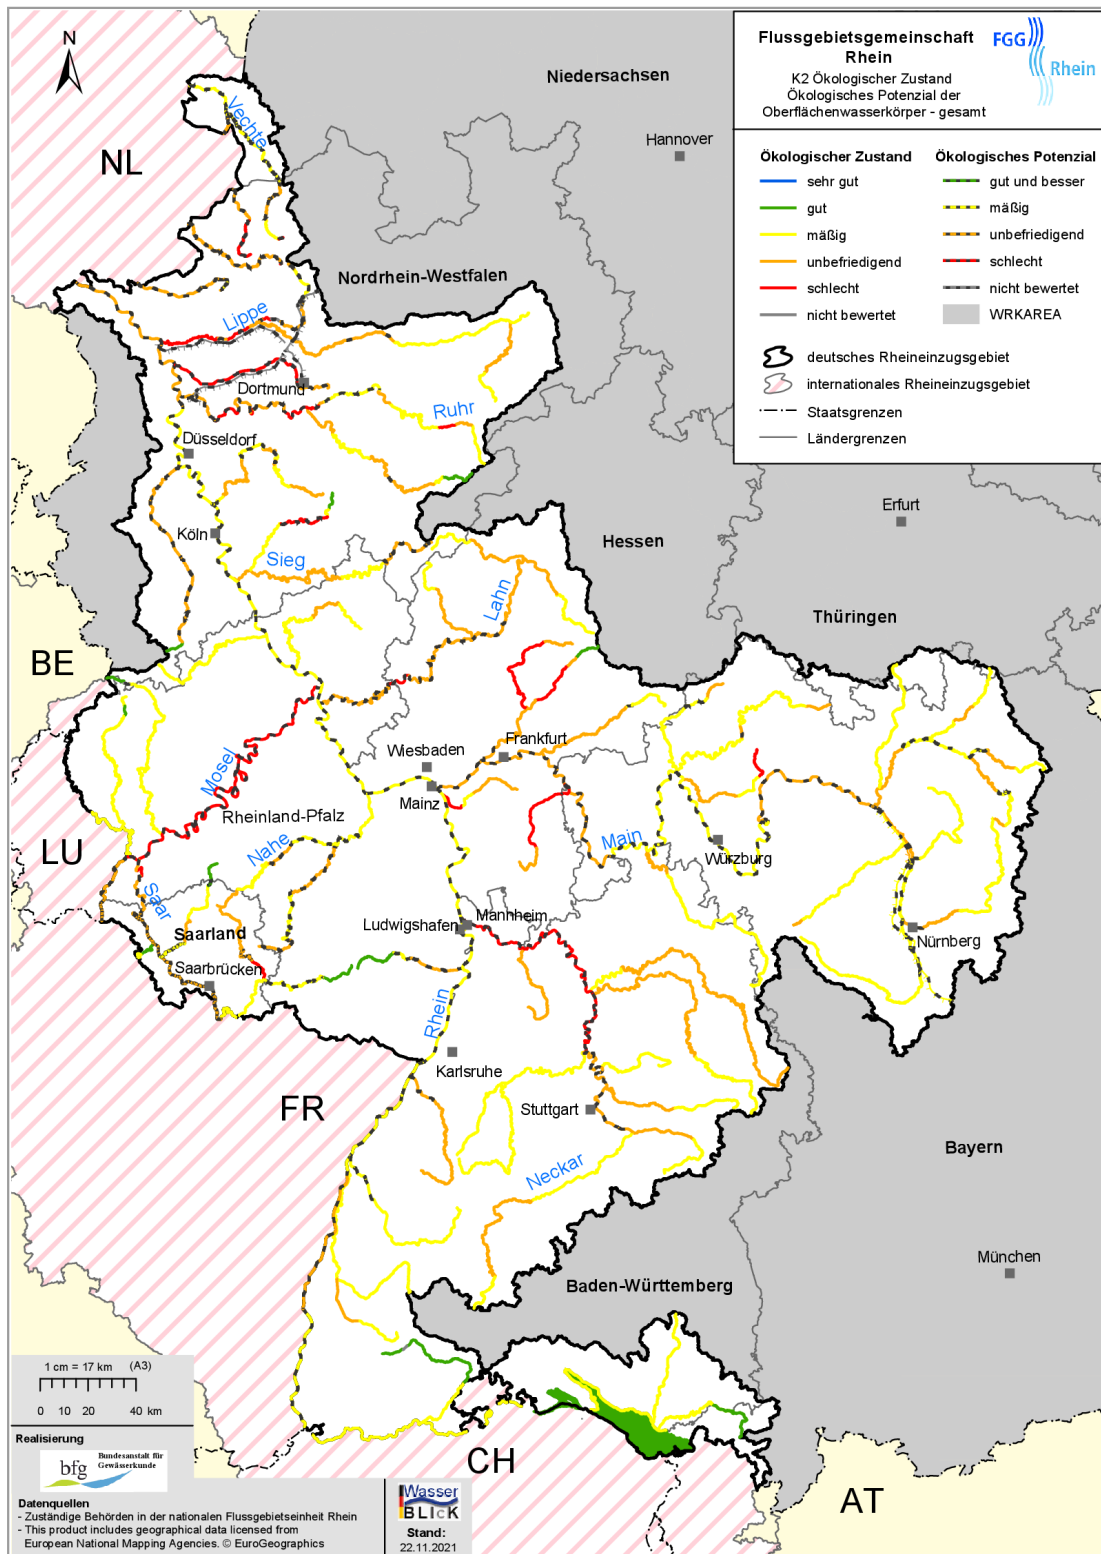 Flussgebietsgemeinschaft
Rhein
K2 Ökologischer Zustand
Ökologisches Potenzial der
Oberflächenwasserkörper - gesamt
FGG
Rhein
Ökologischer Zustand
sehr gut
gut
mäßig
unbefriedigend
schlecht
nicht bewertet
Ökologisches Potenzial
gut und besser
mäßig
unbefriedigend
schlecht
nicht bewertet
WRKAREA
deutsches Rheineinzugsgebiet
internationales Rheineinzugsgebiet
Staatsgrenzen
Ländergrenzen
N
NL
Vechte
Niedersachsen
Hannover
Nordrhein-Westfalen
Lippe
Dortmund
Ruhr
Düsseldorf
Köln
Sieg
Hessen
Erfurt
Lahn
Thüringen
BE
Mosel
Wiesbaden
Frankfurt
Mainz
Rheinland-Pfalz
Nahe
Main
Würzburg
LU
Saar
Saarland
Saarbrücken
Ludwigshafen
Mannheim
Nürnberg
Rhein
Karlsruhe
FR
Stuttgart
Neckar
Bayern
München
Baden-Württemberg
CH
AT
1 cm = 17 km (A3)
0 10 20 40 km
Realisierung
bfg
Bundesanstalt für
Gewässerkunde
Datenquellen
- Zuständige Behörden in der nationalen Flussgebietseinheit Rhein
- This product includes geographical data licensed from
European National Mapping Agencies. © EuroGeographics
Wasser
BLIcK
Stand:
22.11.2021